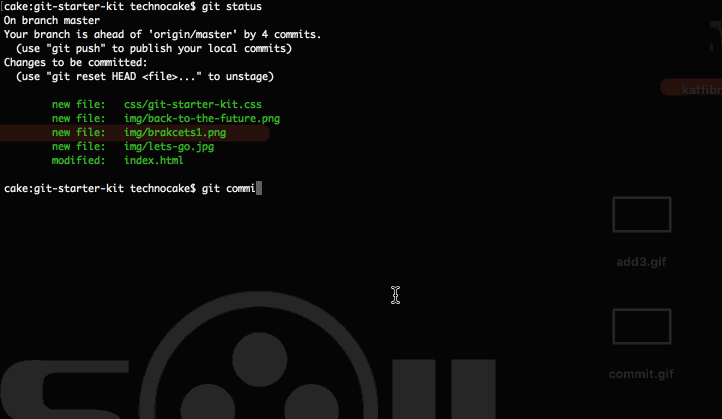 [cake:git-starter-kit technocake$ git status
On branch master
Your branch is ahead of 'origin/master' by 4 commits.
  (use "git push" to publish your local commits)
Changes to be committed:
  (use "git reset HEAD <file>..." to unstage)
new file:   css/git-starter-kit.css
new file:   img/back-to-the-future.png
new file:   img/brakcets1.png
new file:   img/lets-go.jpg
modified:   index.html
cake:git-starter-kit technocake$ git commi
kaffibr
add3.gif
commit.gif